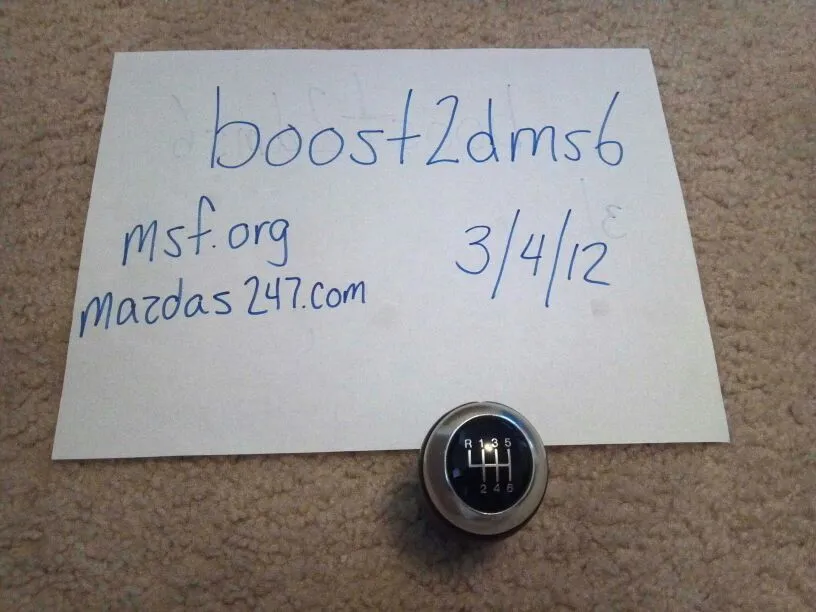 boost2dms6
msf.org
3/4/12
mazdas247.com
R 1 3 5
2 4 6